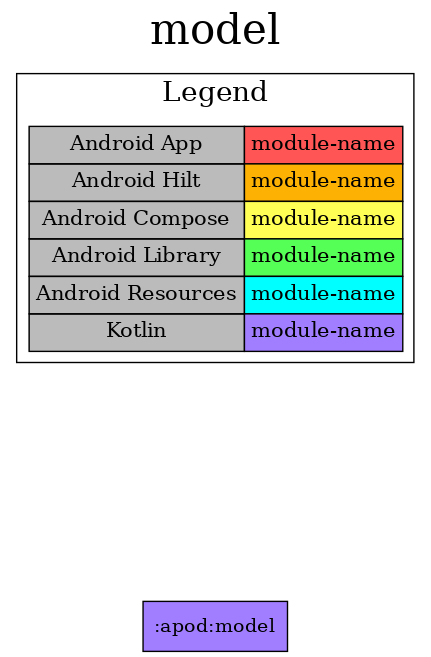 model
Legend
Android App module-name
Android Hilt module-name
Android Compose module-name
Android Library module-name
Android Resources module-name
Kotlin module-name
:apod:model